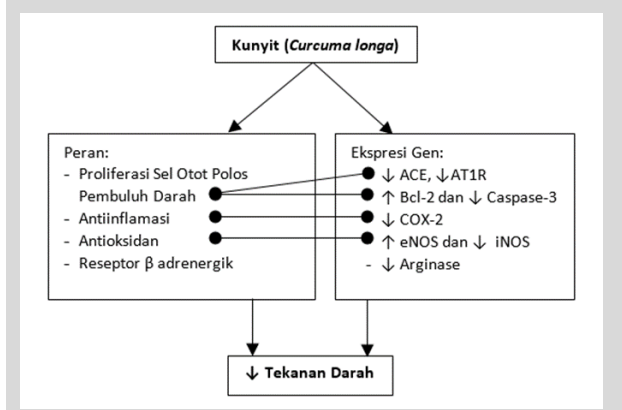 Kunyit (Curcuma longa)
Peran:
- Proliferasi Sel Otot Polos
Pembuluh Darah
- Antiinflamasi
- Antioksidan
- Reseptor β adrenergik
Ekspresi Gen:
↓ ACE, ↓AT1R
↑ Bcl-2 dan ↓ Caspase-3
↓ COX-2
↑ eNOS dan ↓ iNOS
- ↓ Arginase
↓ Tekanan Darah